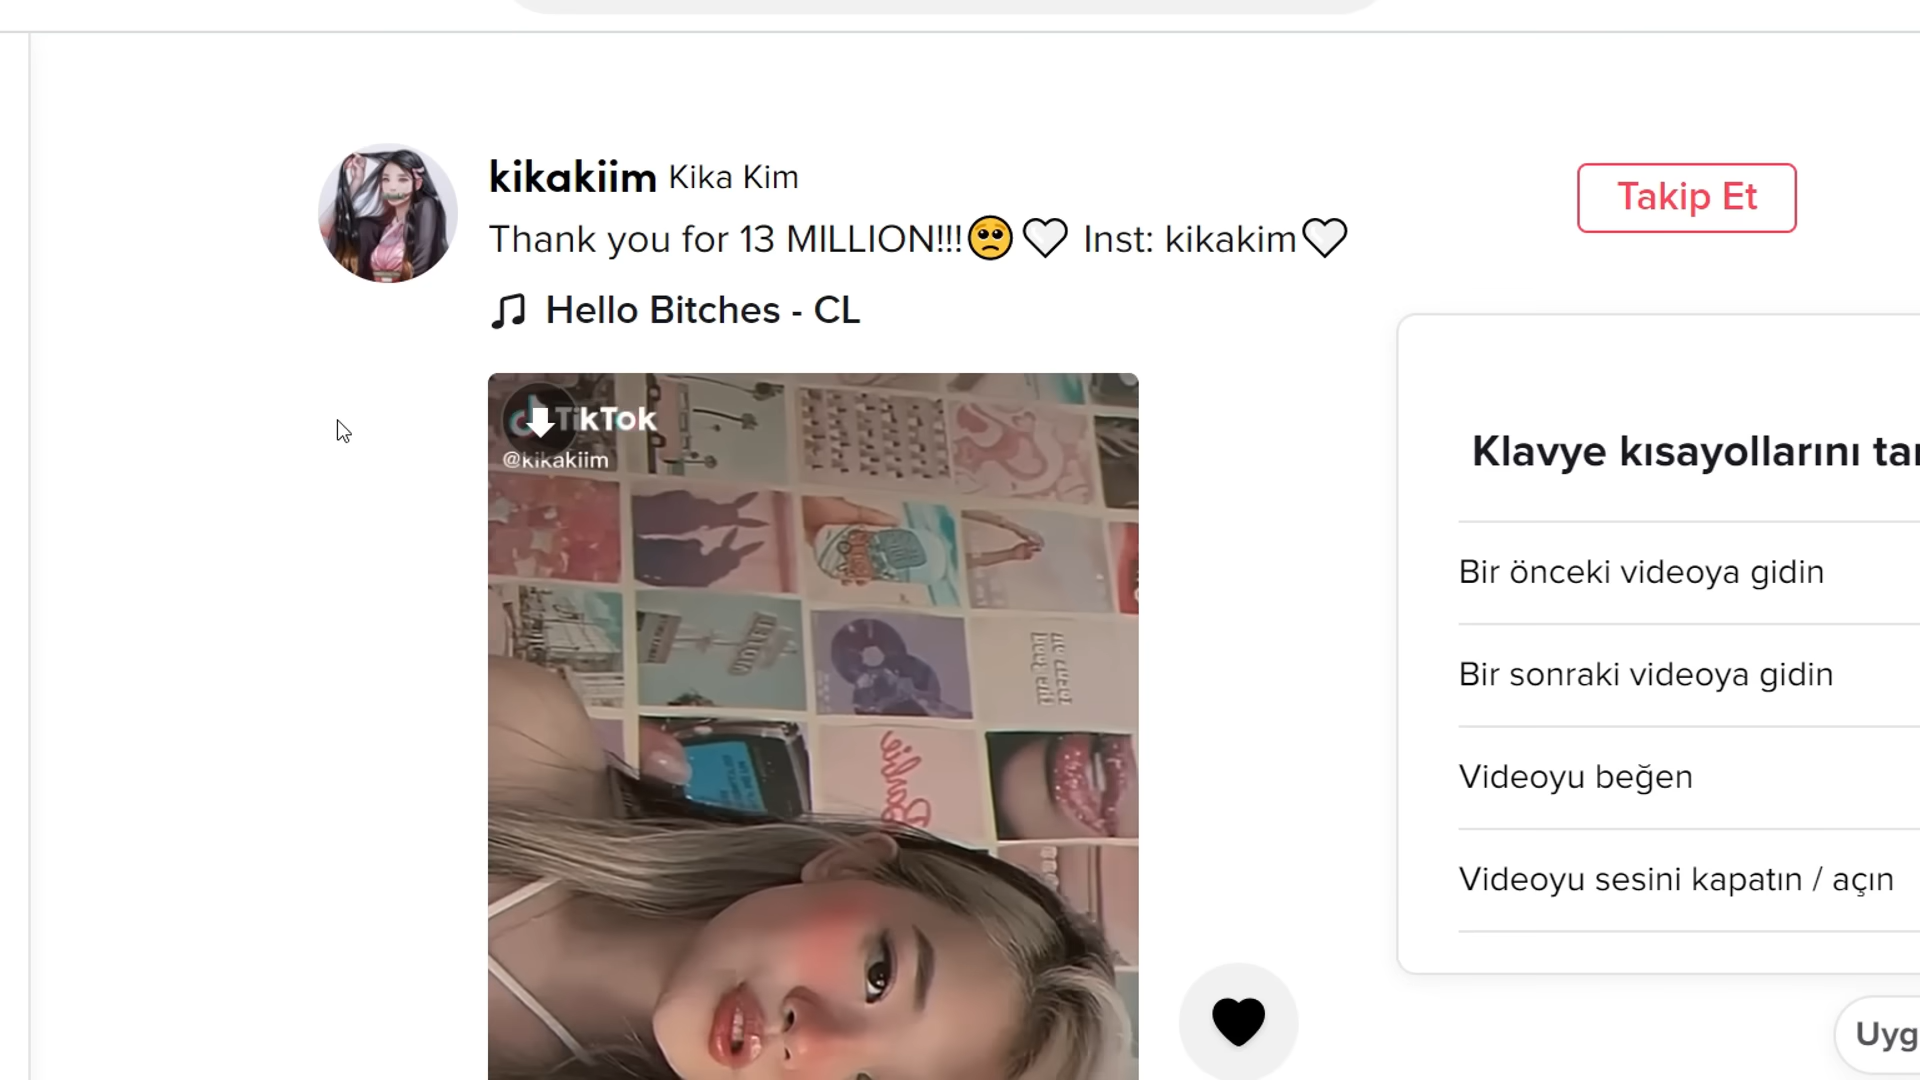 kikakiim Kika Kim
Thank you for 13 MILLION!!!🥺🤍 Inst: kikakim🤍
Hello Bitches - CL
Takip Et
TikTok
@kikakiim
Klavye kısayollarını tar
Bir önceki videoya gidin
Bir sonraki videoya gidin
Videoyu beğen
Videoyu sesini kapatın / açın
Uyg